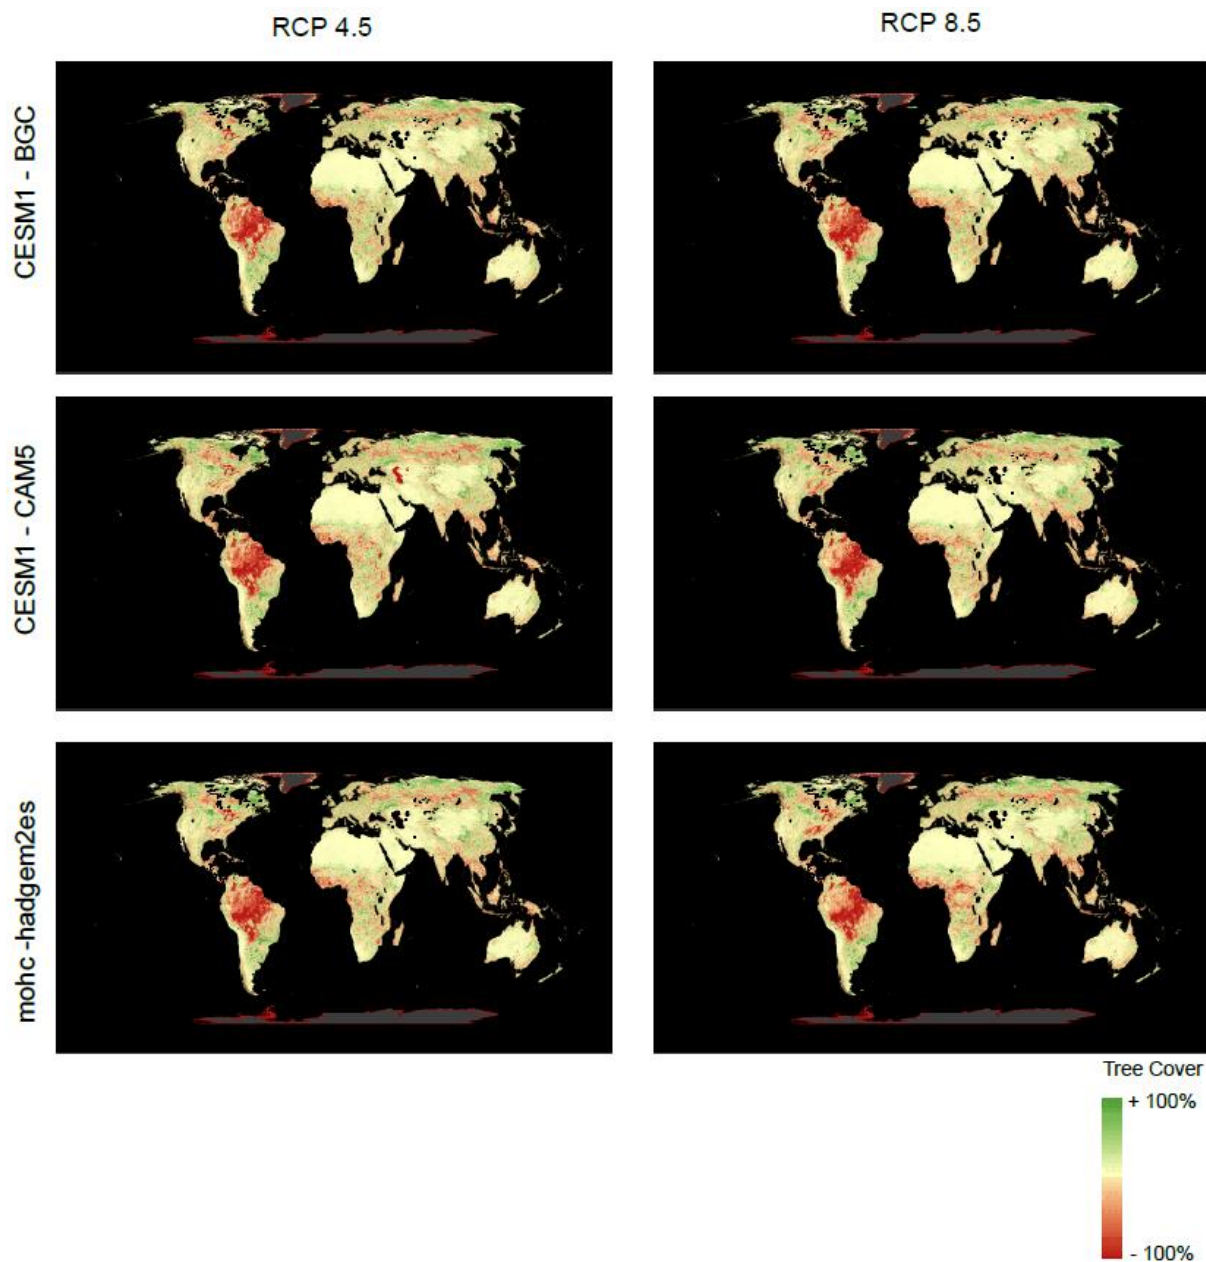 RCP 4.5
RCP 8.5
CESM1 - BGC
CESM1 - CAM5
mohc -hadgem2es
Tree Cover
+ 100%
- 100%